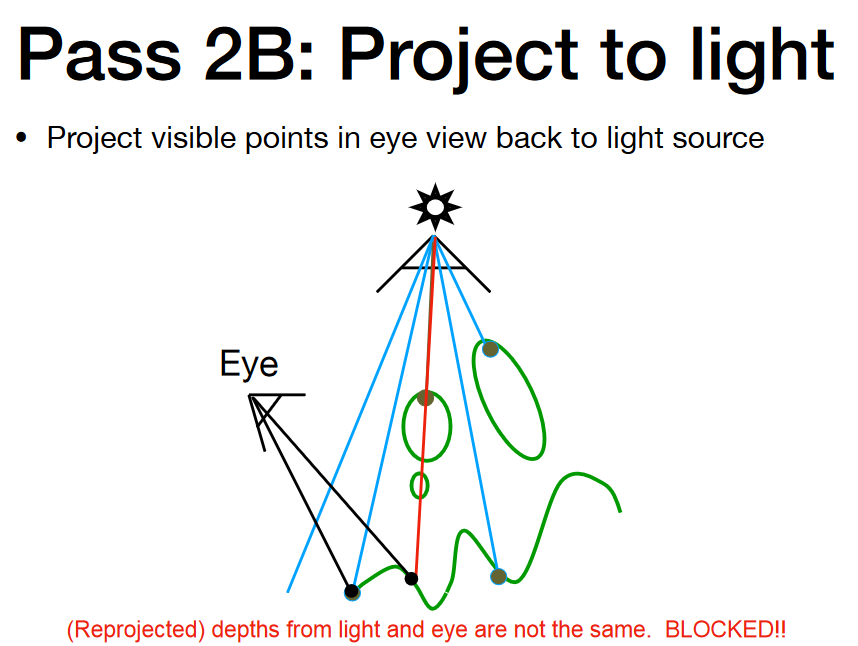 Pass 2B: Project to light
• Project visible points in eye view back to light source
Eye
(Reprojected) depths from light and eye are not the same. BLOCKED!!